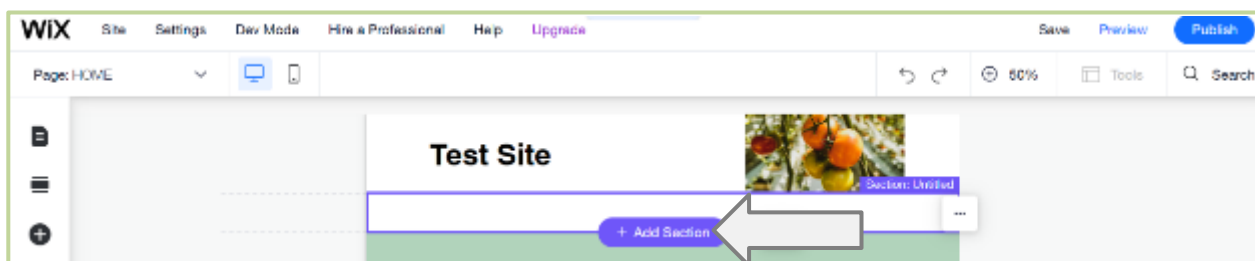 WiX Site Settings Dev Mode Hire a Professional Help Upgrade Save Preview Publish
Page: HOME 50% Tools Search
Test Site
Section: Untitled
+ Add Section